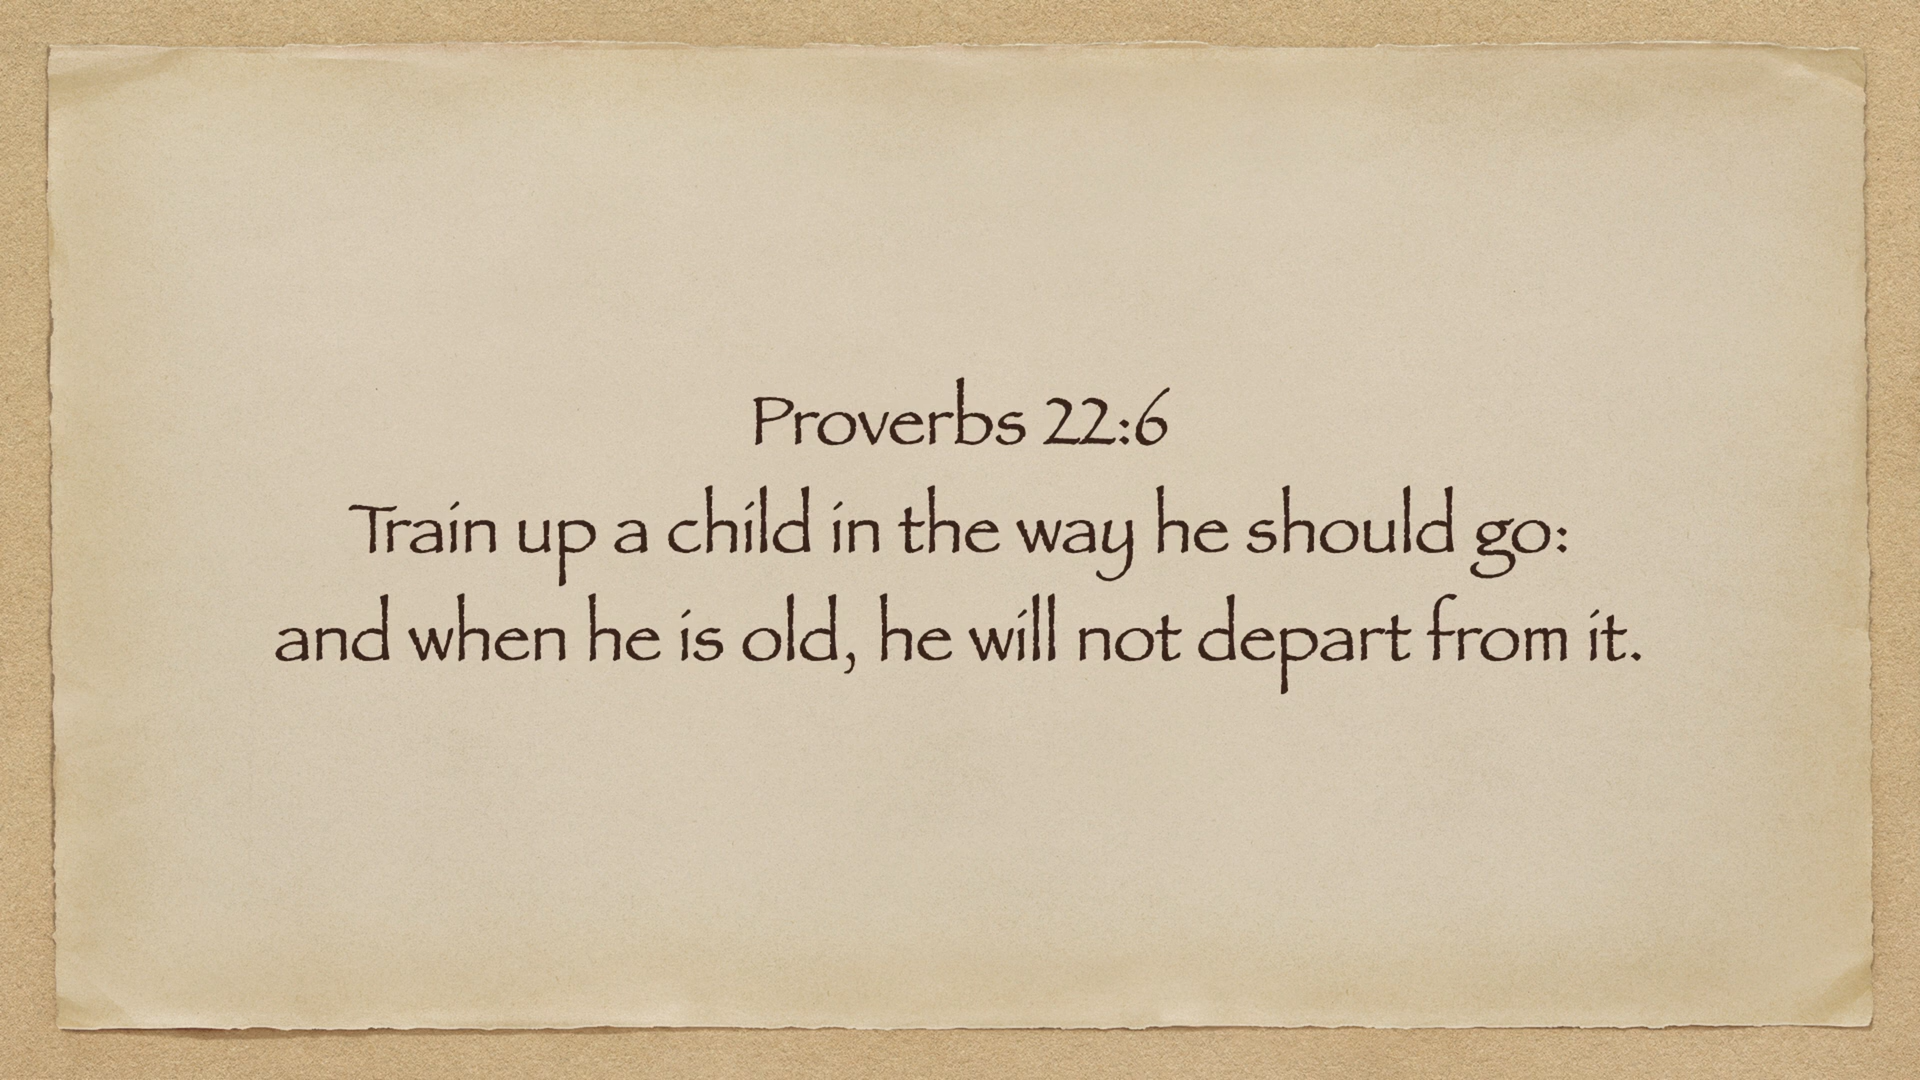 Proverbs 22:6
Train up a child in the way he should go:
and when he is old, he will not depart from it.